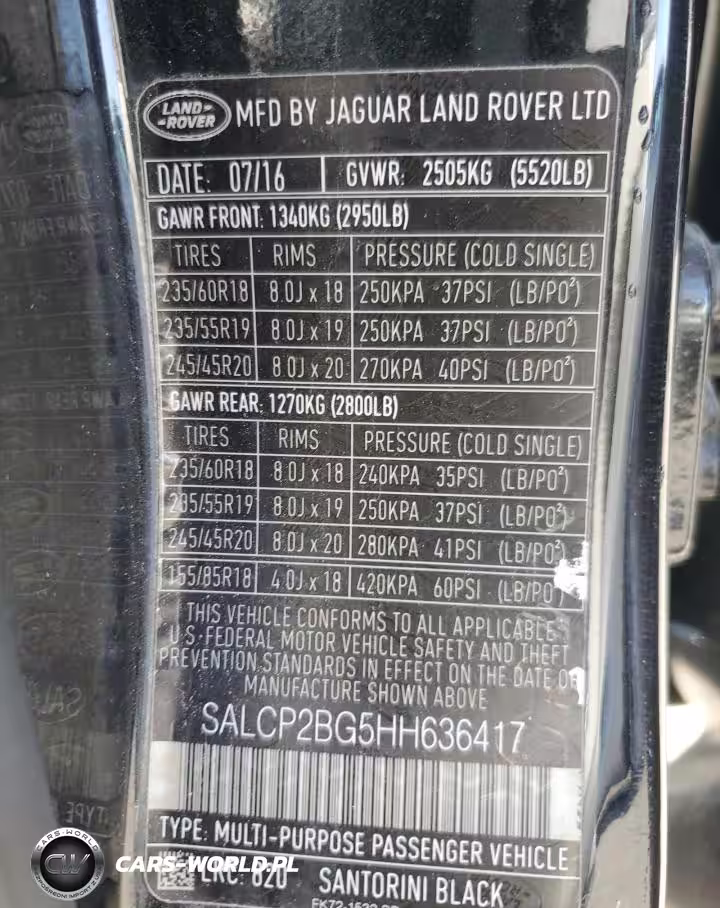 LAND ROVER MFD BY JAGUAR LAND ROVER LTD
DATE: 07/16 GVWR: 2505KG (5520LB)
GAWR FRONT: 1340KG (2950LB)
TIRES RIMS PRESSURE (COLD SINGLE)
235/60R18 8.0J x 18 250KPA 37PSI (LB/PO²)
235/55R19 8.0J x 19 250KPA 37PSI (LB/PO²)
245/45R20 8.0J x 20 270KPA 40PSI (LB/PO²)
GAWR REAR: 1270KG (2800LB)
TIRES RIMS PRESSURE (COLD SINGLE)
235/60R18 8.0J x 18 240KPA 35PSI (LB/PO²)
235/55R19 8.0J x 19 250KPA 37PSI (LB/PO²)
245/45R20 8.0J x 20 280KPA 41PSI (LB/PO²)
155/85R18 4.0J x 18 420KPA 60PSI (LB/PO²)
THIS VEHICLE CONFORMS TO ALL APPLICABLE
U.S. FEDERAL MOTOR VEHICLE SAFETY AND THEFT
PREVENTION STANDARDS IN EFFECT ON THE DATE OF
MANUFACTURE SHOWN ABOVE
SALCP2BG5HH636417
TYPE: MULTI-PURPOSE PASSENGER VEHICLE
LRC: 820 SANTORINI BLACK
CARS-WORLD
CW
CARS-WORLD.PL